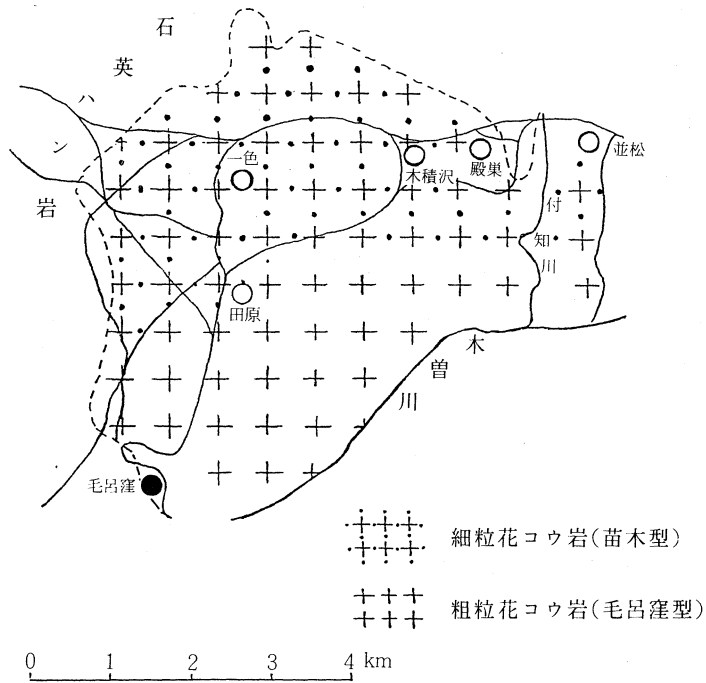 石英ハン岩
一色
木積沢
殿巣
並松
付知川
田原
木曽川
毛呂窪
細粒花コウ岩(苗木型)
粗粒花コウ岩(毛呂窪型)
0 1 2 3 4 km